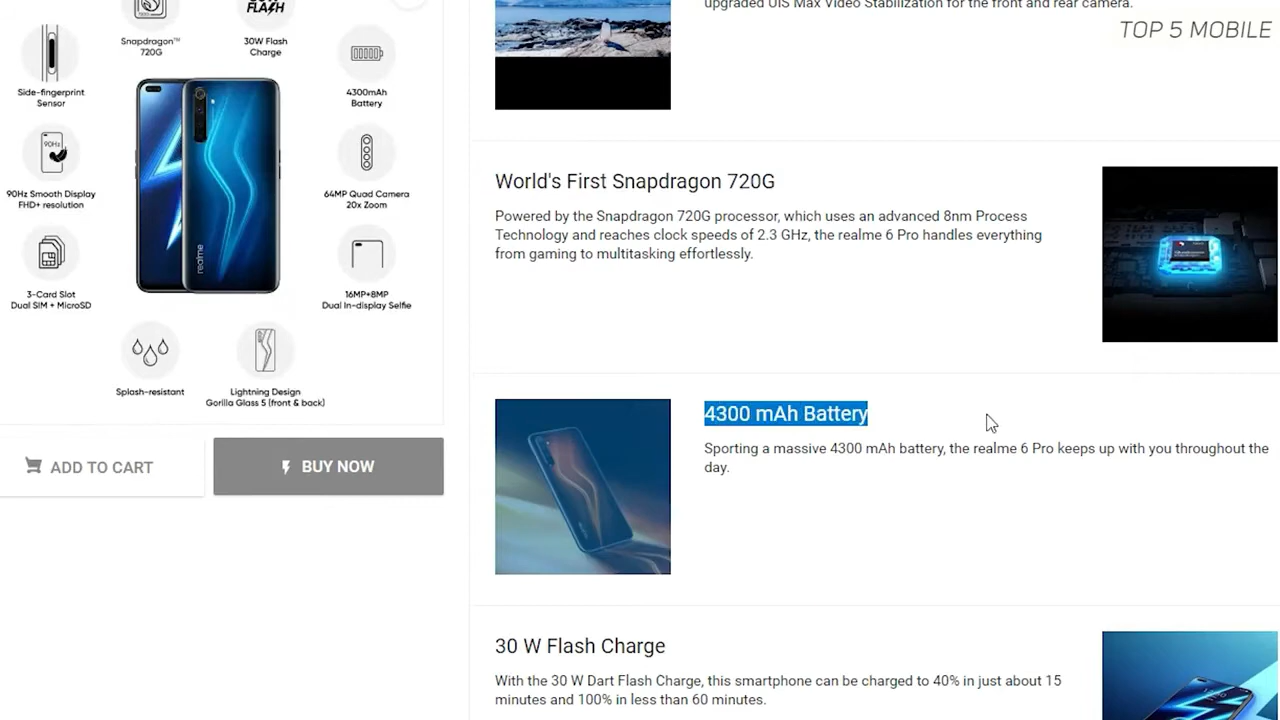 upgraded UIS Max Video Stabilization for the front and rear camera.
TOP 5 MOBILE
FLASH
Snapdragon™
720G
30W Flash
Charge
Side-fingerprint
Sensor
4300mAh
Battery
90Hz
90Hz Smooth Display
FHD+ resolution
64MP Quad Camera
20x Zoom
realme
3-Card Slot
Dual SIM + MicroSD
16MP+8MP
Dual In-display Selfie
Splash-resistant
Lightning Design
Gorilla Glass 5 (front & back)
ADD TO CART
BUY NOW
World's First Snapdragon 720G
Powered by the Snapdragon 720G processor, which uses an advanced 8nm Process
Technology and reaches clock speeds of 2.3 GHz, the realme 6 Pro handles everything
from gaming to multitasking effortlessly.
4300 mAh Battery
Sporting a massive 4300 mAh battery, the realme 6 Pro keeps up with you throughout the
day.
30 W Flash Charge
With the 30 W Dart Flash Charge, this smartphone can be charged to 40% in just about 15
minutes and 100% in less than 60 minutes.